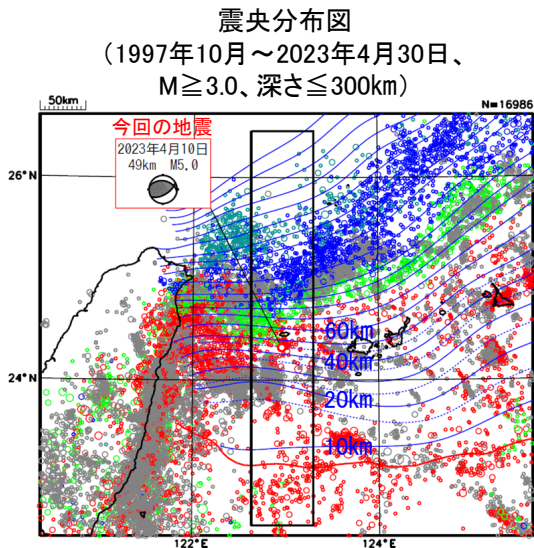 震央分布図
（1997年10月～2023年4月30日、
M≧3.0、深さ≦300km）
50km
N=16986
今回の地震
2023年4月10日
49km M5.0
26°N
60km
40km
24°N
20km
10km
122°E
124°E